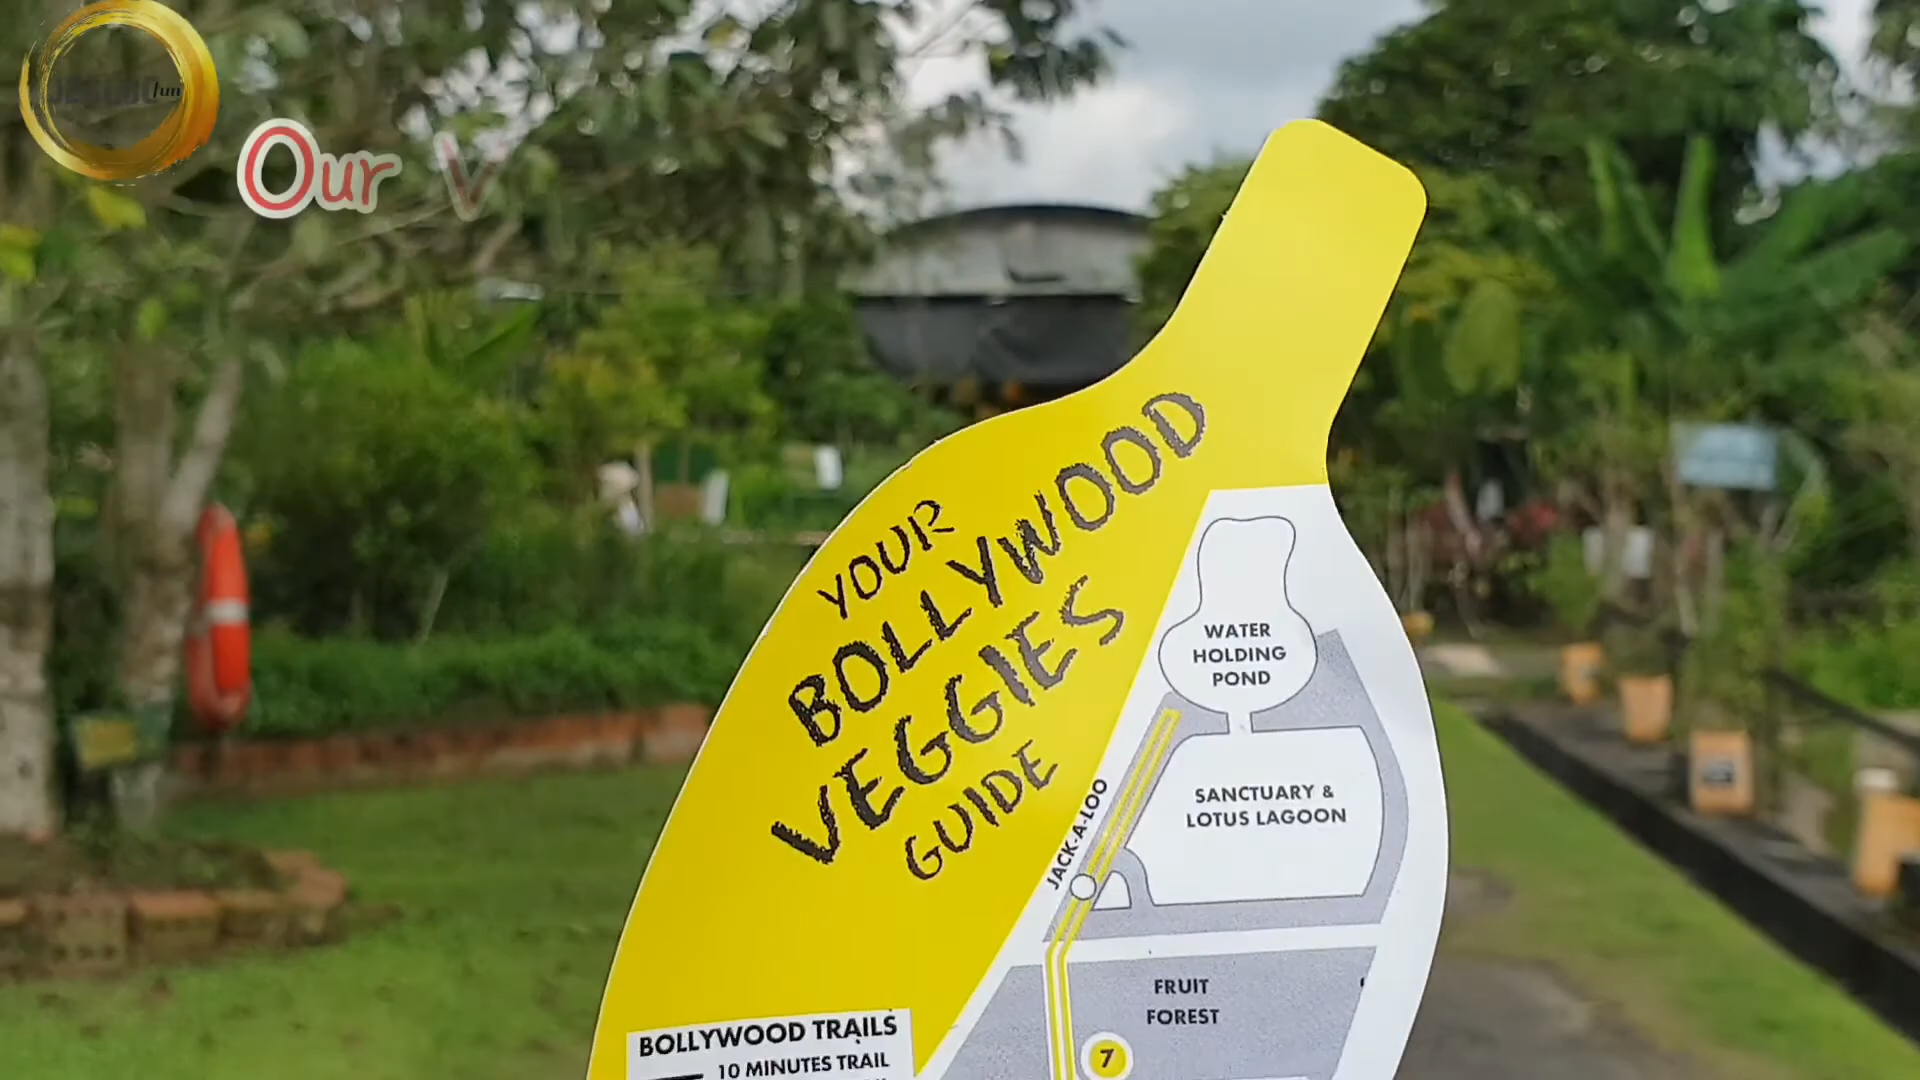 Our V
YOUR
BOLLYWOOD
VEGGIES
GUIDE
WATER
HOLDING
POND
JACK-A-LOO
SANCTUARY &
LOTUS LAGOON
FRUIT
FOREST
7
BOLLYWOOD TRAILS
10 MINUTES TRAIL